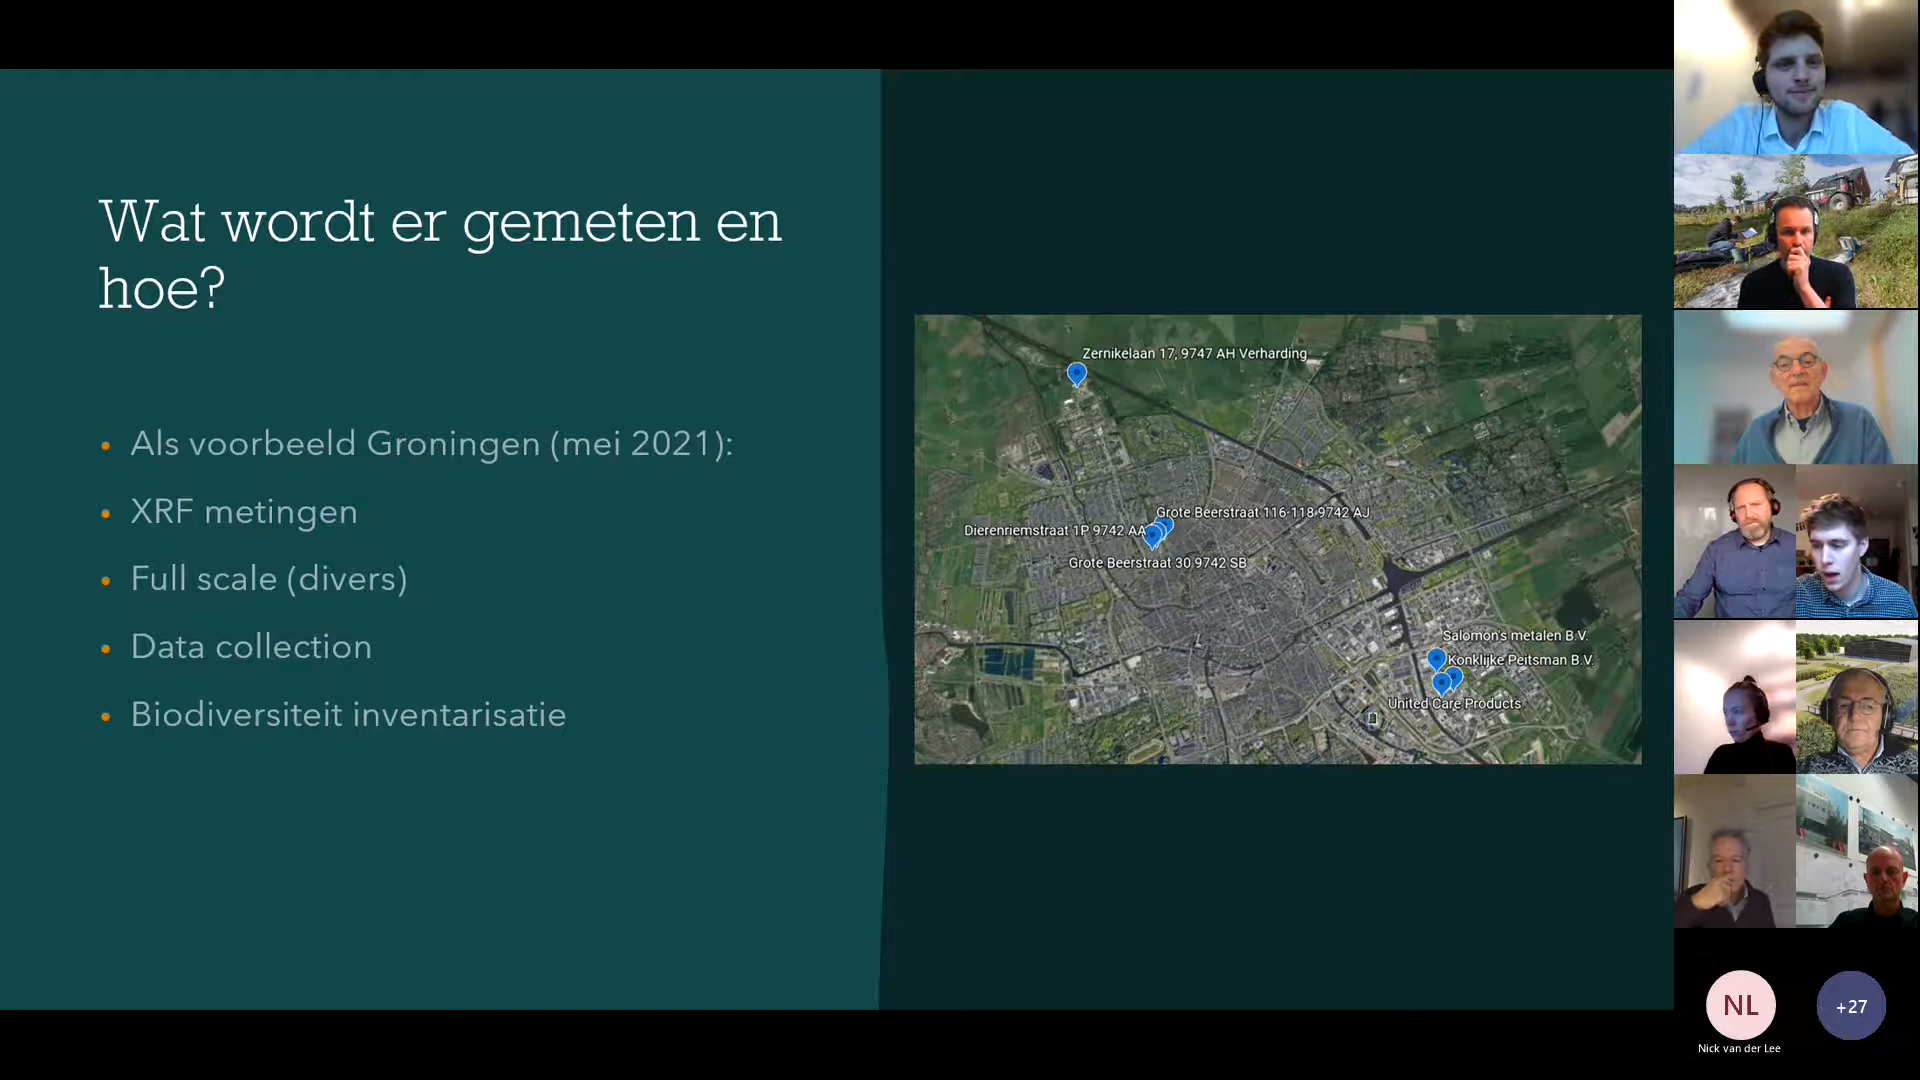 Wat wordt er gemeten en
hoe?
• Als voorbeeld Groningen (mei 2021):
• XRF metingen
• Full scale (divers)
• Data collection
• Biodiversiteit inventarisatie
Zernikelaan 17, 9747 AH Verharding
Grote Beerstraat 116-118 9742 AJ
Dierenriemstraat 1P 9742 AA
Grote Beerstraat 30 9742 SB
Salomon's metalen B.V.
Konklijke Peitsman B.V.
United Care Products
NL
+27
Nick van der Lee